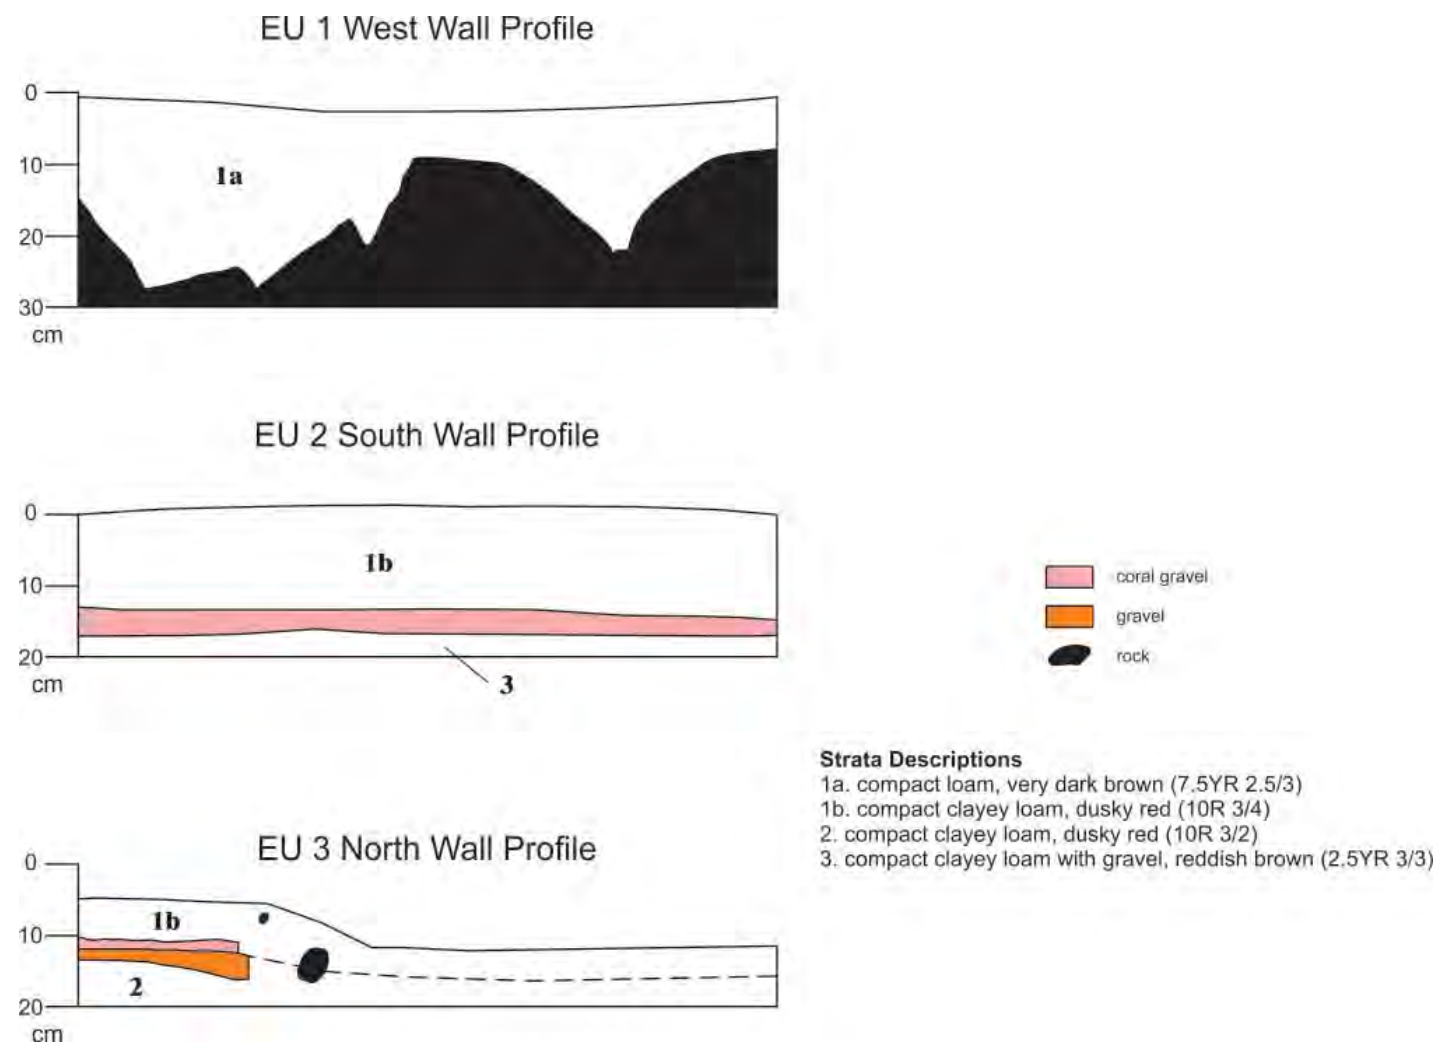 EU 1 West Wall Profile
0
10
1a
20
30
cm
EU 2 South Wall Profile
0
1b
10
20
cm
3
coral gravel
gravel
rock
Strata Descriptions
1a. compact loam, very dark brown (7.5YR 2.5/3)
1b. compact clayey loam, dusky red (10R 3/4)
2. compact clayey loam, dusky red (10R 3/2)
3. compact clayey loam with gravel, reddish brown (2.5YR 3/3)
EU 3 North Wall Profile
0
1b
10
2
20
cm